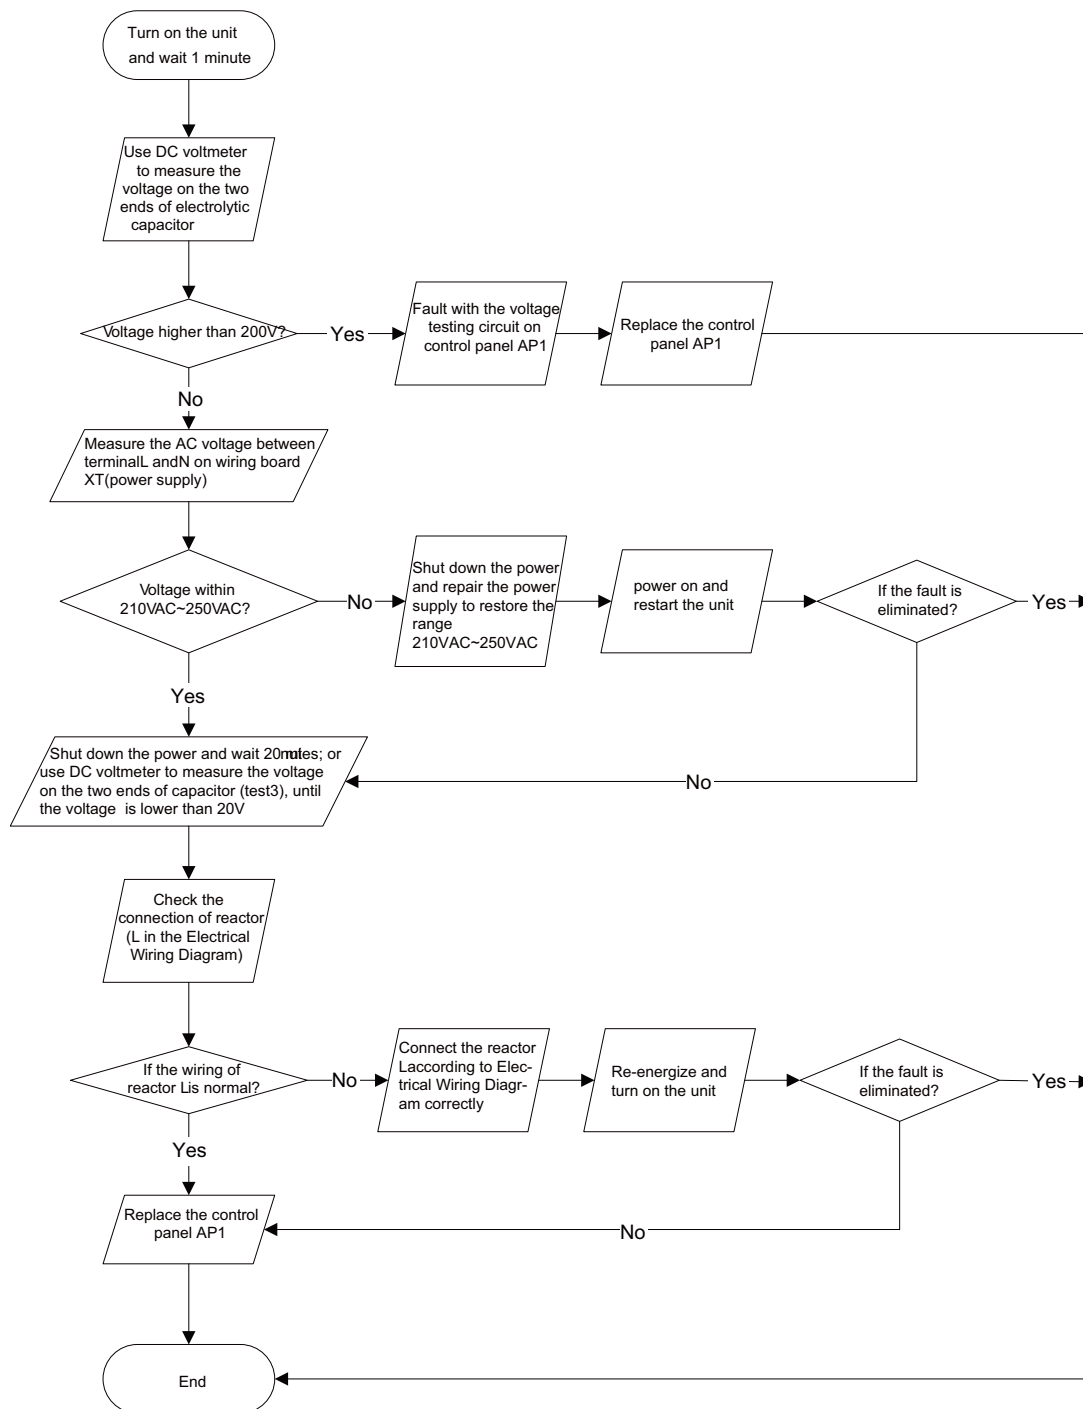 Turn on the unit
and wait 1 minute
Use DC voltmeter
to measure the
voltage on the two
ends of electrolytic
capacitor
Voltage higher than 200V?
Yes
Fault with the voltage
testing circuit on
control panel AP1
Replace the control
panel AP1
No
Measure the AC voltage between
terminalL andN on wiring board
XT(power supply)
Voltage within
210VAC~250VAC?
No
Shut down the power
and repair the power
supply to restore the
range
210VAC~250VAC
power on and
restart the unit
If the fault is
eliminated?
Yes
Yes
No
Shut down the power and wait 20 ; or
use DC voltmeter to measure the voltage
on the two ends of capacitor (test3), until
the voltage is lower than 20V
Check the
connection of reactor
(L in the Electrical
Wiring Diagram)
If the wiring of
reactor Lis normal?
No
Connect the reactor
Laccording to Elec-
trical Wiring Diagr-
am correctly
Re-energize and
turn on the unit
If the fault is
eliminated?
Yes
Yes
No
Replace the control
panel AP1
End